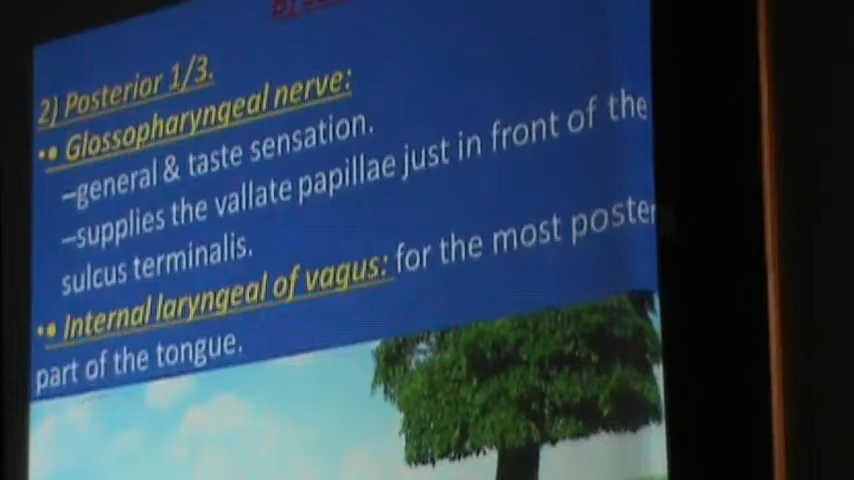 2) Posterior 1/3.
•• Glossopharyngeal nerve:
–general & taste sensation.
–supplies the vallate papillae just in front of the
sulcus terminalis.
•• Internal laryngeal of vagus: for the most
part of the tongue.